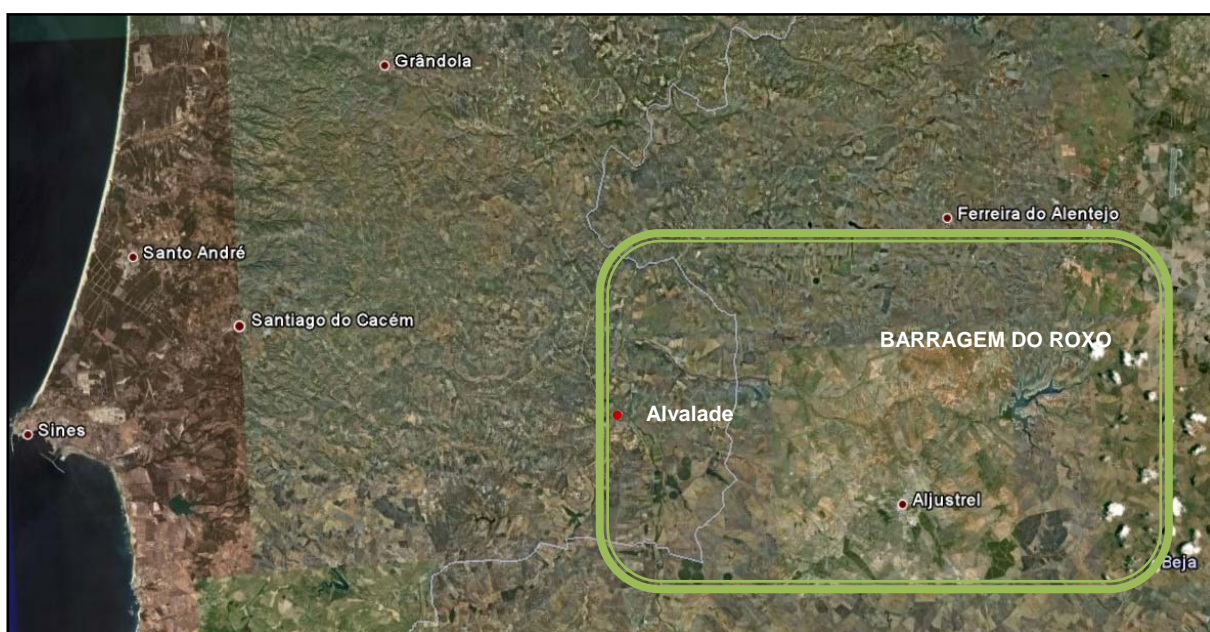 Grândola
Ferreira do Alentejo
Santo André
Santiago do Cacém
BARRAGEM DO ROXO
Alvalade
Sines
Aljustrel
Beja